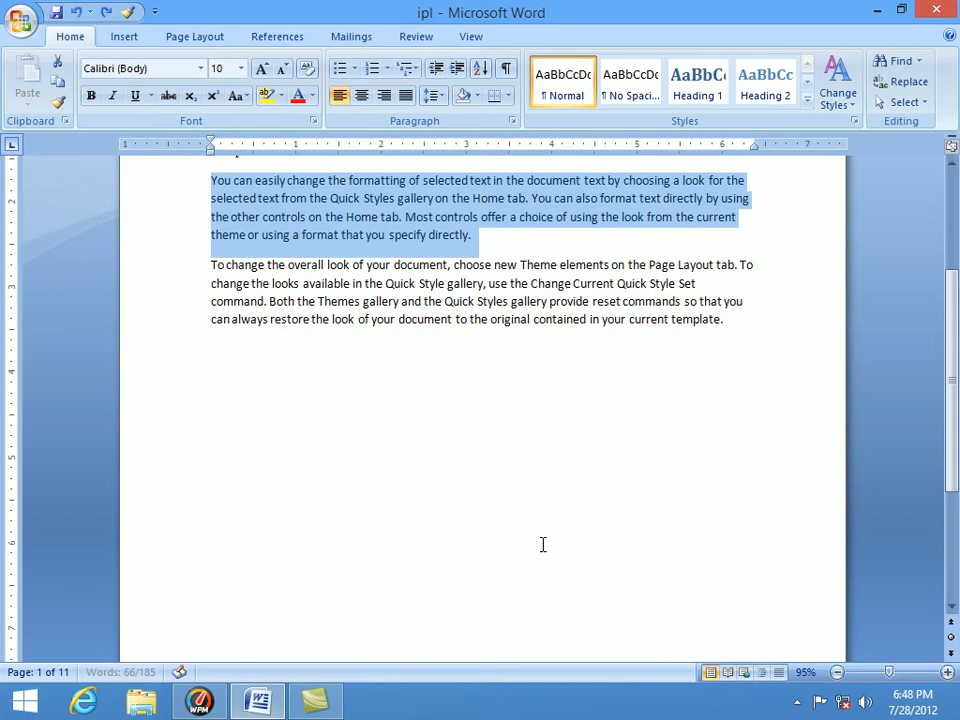 ipl - Microsoft Word
Home Insert Page Layout References Mailings Review View
Paste
Calibri (Body) 10
AaBbCcDc AaBbCcDc AaBbC AaBbCc
¶ Normal ¶ No Spaci... Heading 1 Heading 2
Change Styles
Find
Replace
Select
Clipboard Font Paragraph Styles Editing
You can easily change the formatting of selected text in the document text by choosing a look for the
selected text from the Quick Styles gallery on the Home tab. You can also format text directly by using
the other controls on the Home tab. Most controls offer a choice of using the look from the current
theme or using a format that you specify directly.
To change the overall look of your document, choose new Theme elements on the Page Layout tab. To
change the looks available in the Quick Style gallery, use the Change Current Quick Style Set
command. Both the Themes gallery and the Quick Styles gallery provide reset commands so that you
can always restore the look of your document to the original contained in your current template.
Page: 1 of 11 Words: 66/185 95%
WPM
6:48 PM
7/28/2012